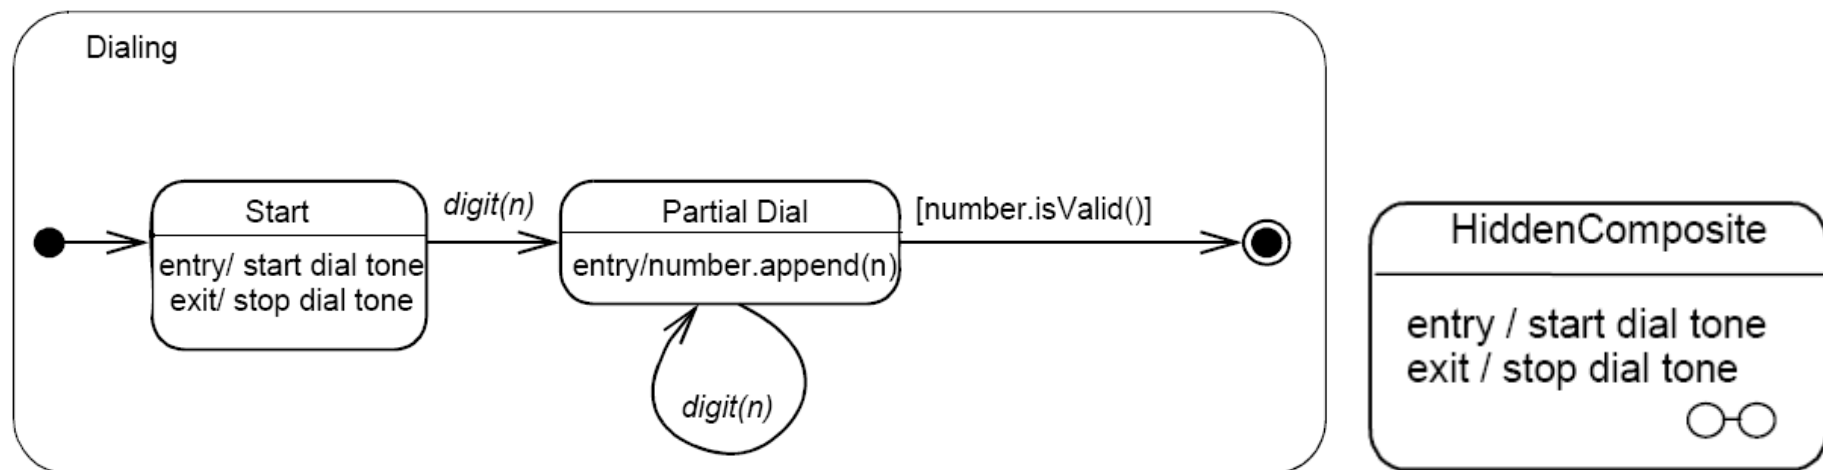 Dialing
Start
entry/ start dial tone
exit/ stop dial tone
digit(n)
Partial Dial
entry/number.append(n)
digit(n)
[number.isValid()]
HiddenComposite
entry / start dial tone
exit / stop dial tone